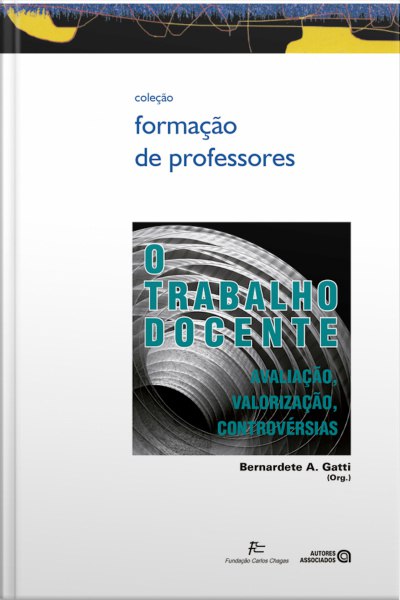 coleção
formação
de professores
O
TRABALHO
DOCENTE
AVALIAÇÃO,
VALORIZAÇÃO,
CONTROVÉRSIAS
Bernardete A. Gatti
(Org.)
Fundação Carlos Chagas
AUTORES
ASSOCIADOS